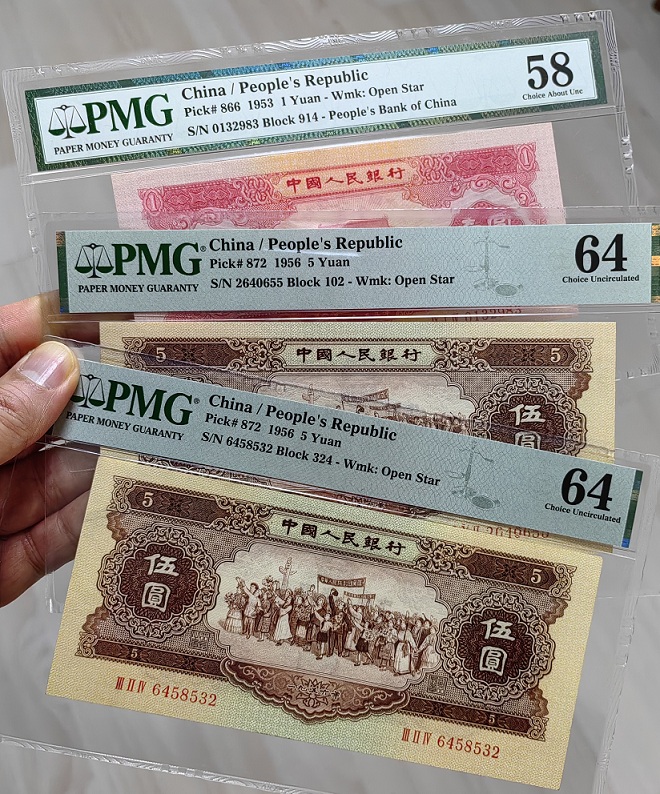 PMG
PAPER MONEY GUARANTY
China / People's Republic
Pick# 866 1953 1 Yuan - Wmk: Open Star
S/N 0132983 Block 914 - People's Bank of China
58
Choice About Unc
中國人民銀行
1
1
PMG®
PAPER MONEY GUARANTY
China / People's Republic
Pick# 872 1956 5 Yuan
S/N 2640655 Block 102 - Wmk: Open Star
64
Choice Uncirculated
0132983
5
中國人民銀行
5
伍
PMG®
PAPER MONEY GUARANTY
China / People's Republic
Pick# 872 1956 5 Yuan
S/N 6458532 Block 324 - Wmk: Open Star
64
Choice Uncirculated
5
中國人民銀行
5
伍圓
伍圓
5
5
III II IV 6458532
III II IV 6458532